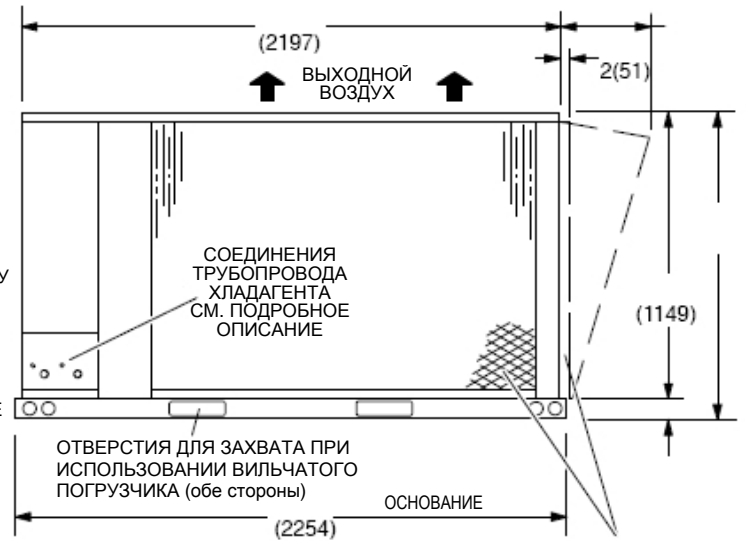 (2197)
2(51)
ВЫХОДНОЙ
ВОЗДУХ
СОЕДИНЕНИЯ
ТРУБОПРОВОДА
ХЛАДАГЕНТА
СМ. ПОДРОБНОЕ
ОПИСАНИЕ
У
(1149)
Е
ОТВЕРСТИЯ ДЛЯ ЗАХВАТА ПРИ
ИСПОЛЬЗОВАНИИ ВИЛЬЧАТОГО
ПОГРУЗЧИКА (обе стороны)
ОСНОВАНИЕ
(2254)